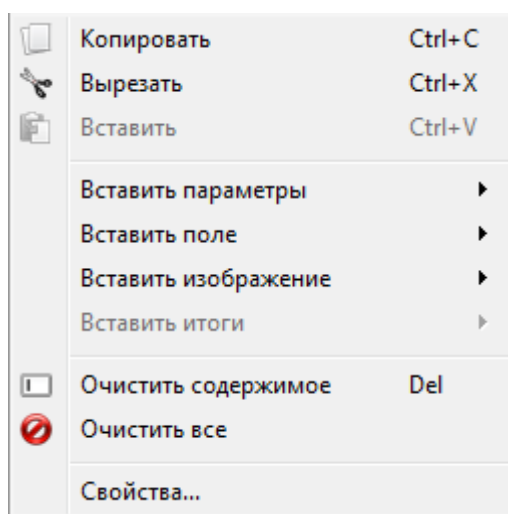 Копировать Ctrl+C
Вырезать Ctrl+X
Вставить Ctrl+V
Вставить параметры
Вставить поле
Вставить изображение
Вставить итоги
Очистить содержимое Del
Очистить все
Свойства...